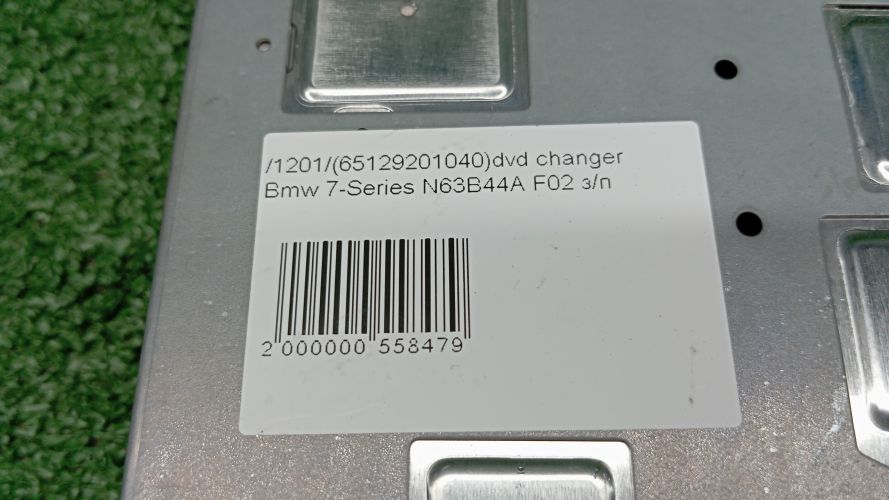 /1201/(65129201040)dvd changer
Bmw 7-Series N63B44A F02 з/п
2 000000 558479